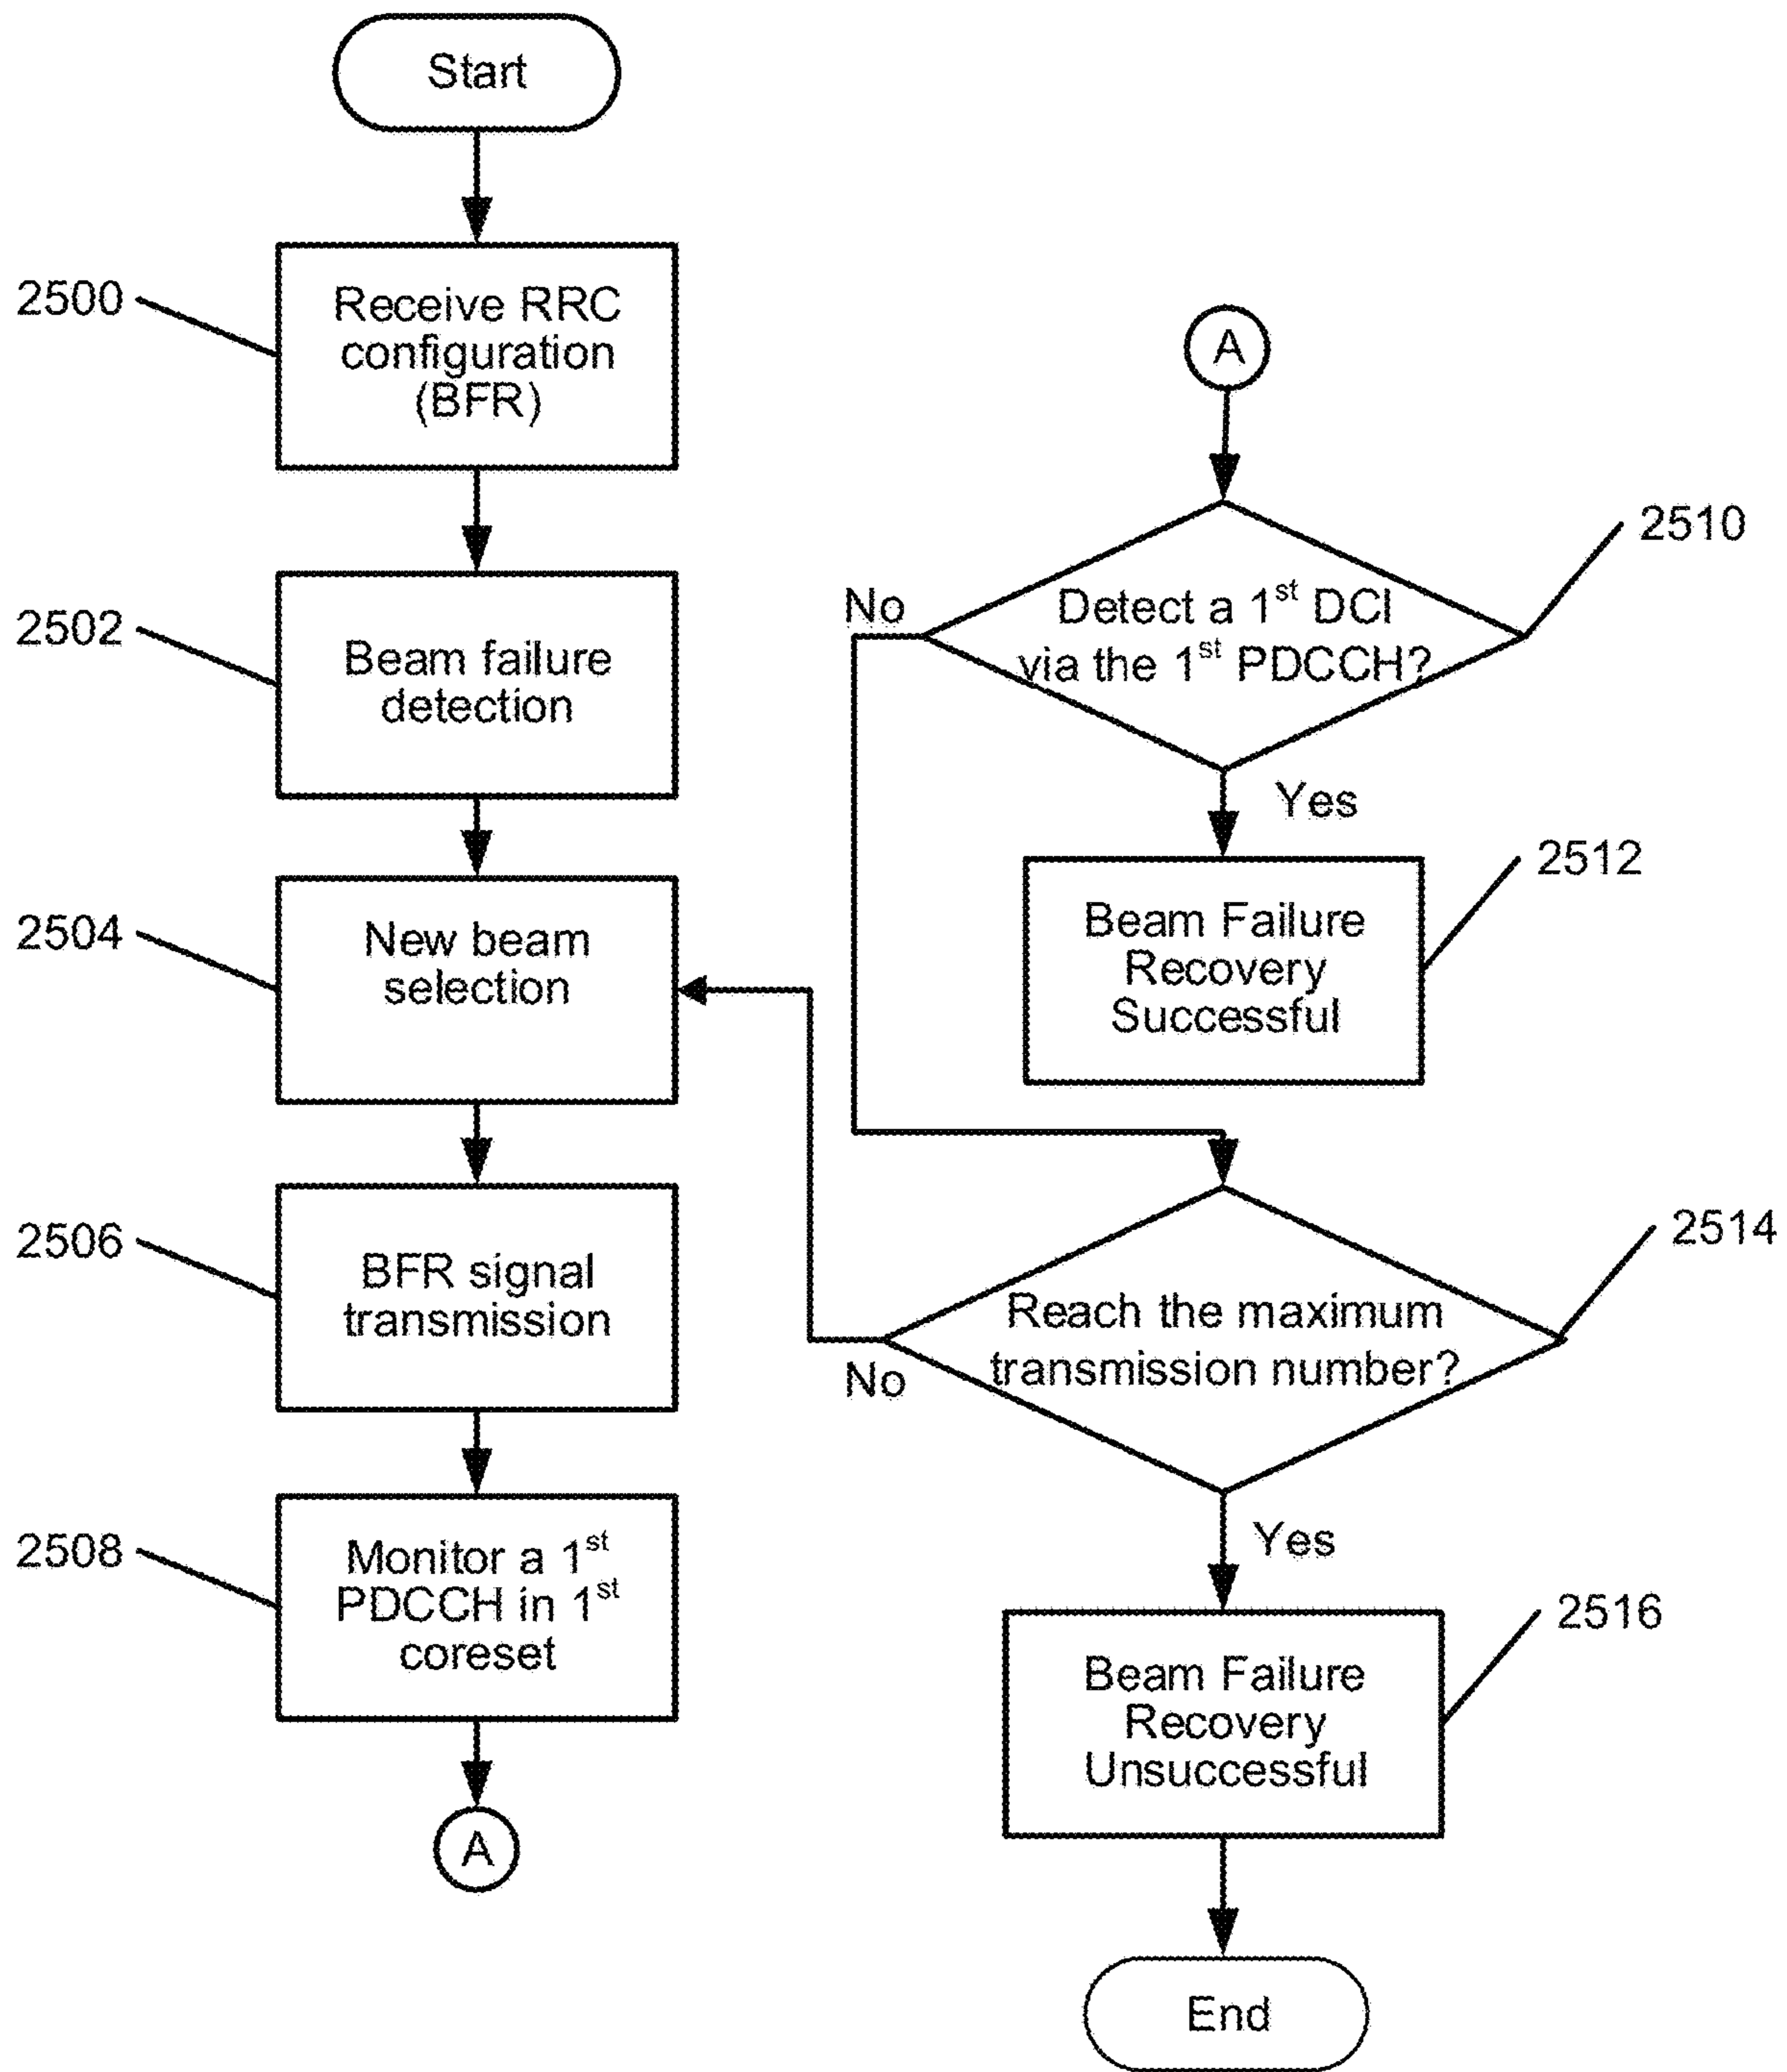 Start
2500
Receive RRC
configuration
(BFR)
2502
Beam failure
detection
2504
New beam
selection
2506
BFR signal
transmission
2508
Monitor a 1st
PDCCH in 1st
coreset
A
A
2510
No
Detect a 1st DCI
via the 1st PDCCH?
Yes
2512
Beam Failure
Recovery
Successful
2514
Reach the maximum
transmission number?
No
Yes
2516
Beam Failure
Recovery
Unsuccessful
End